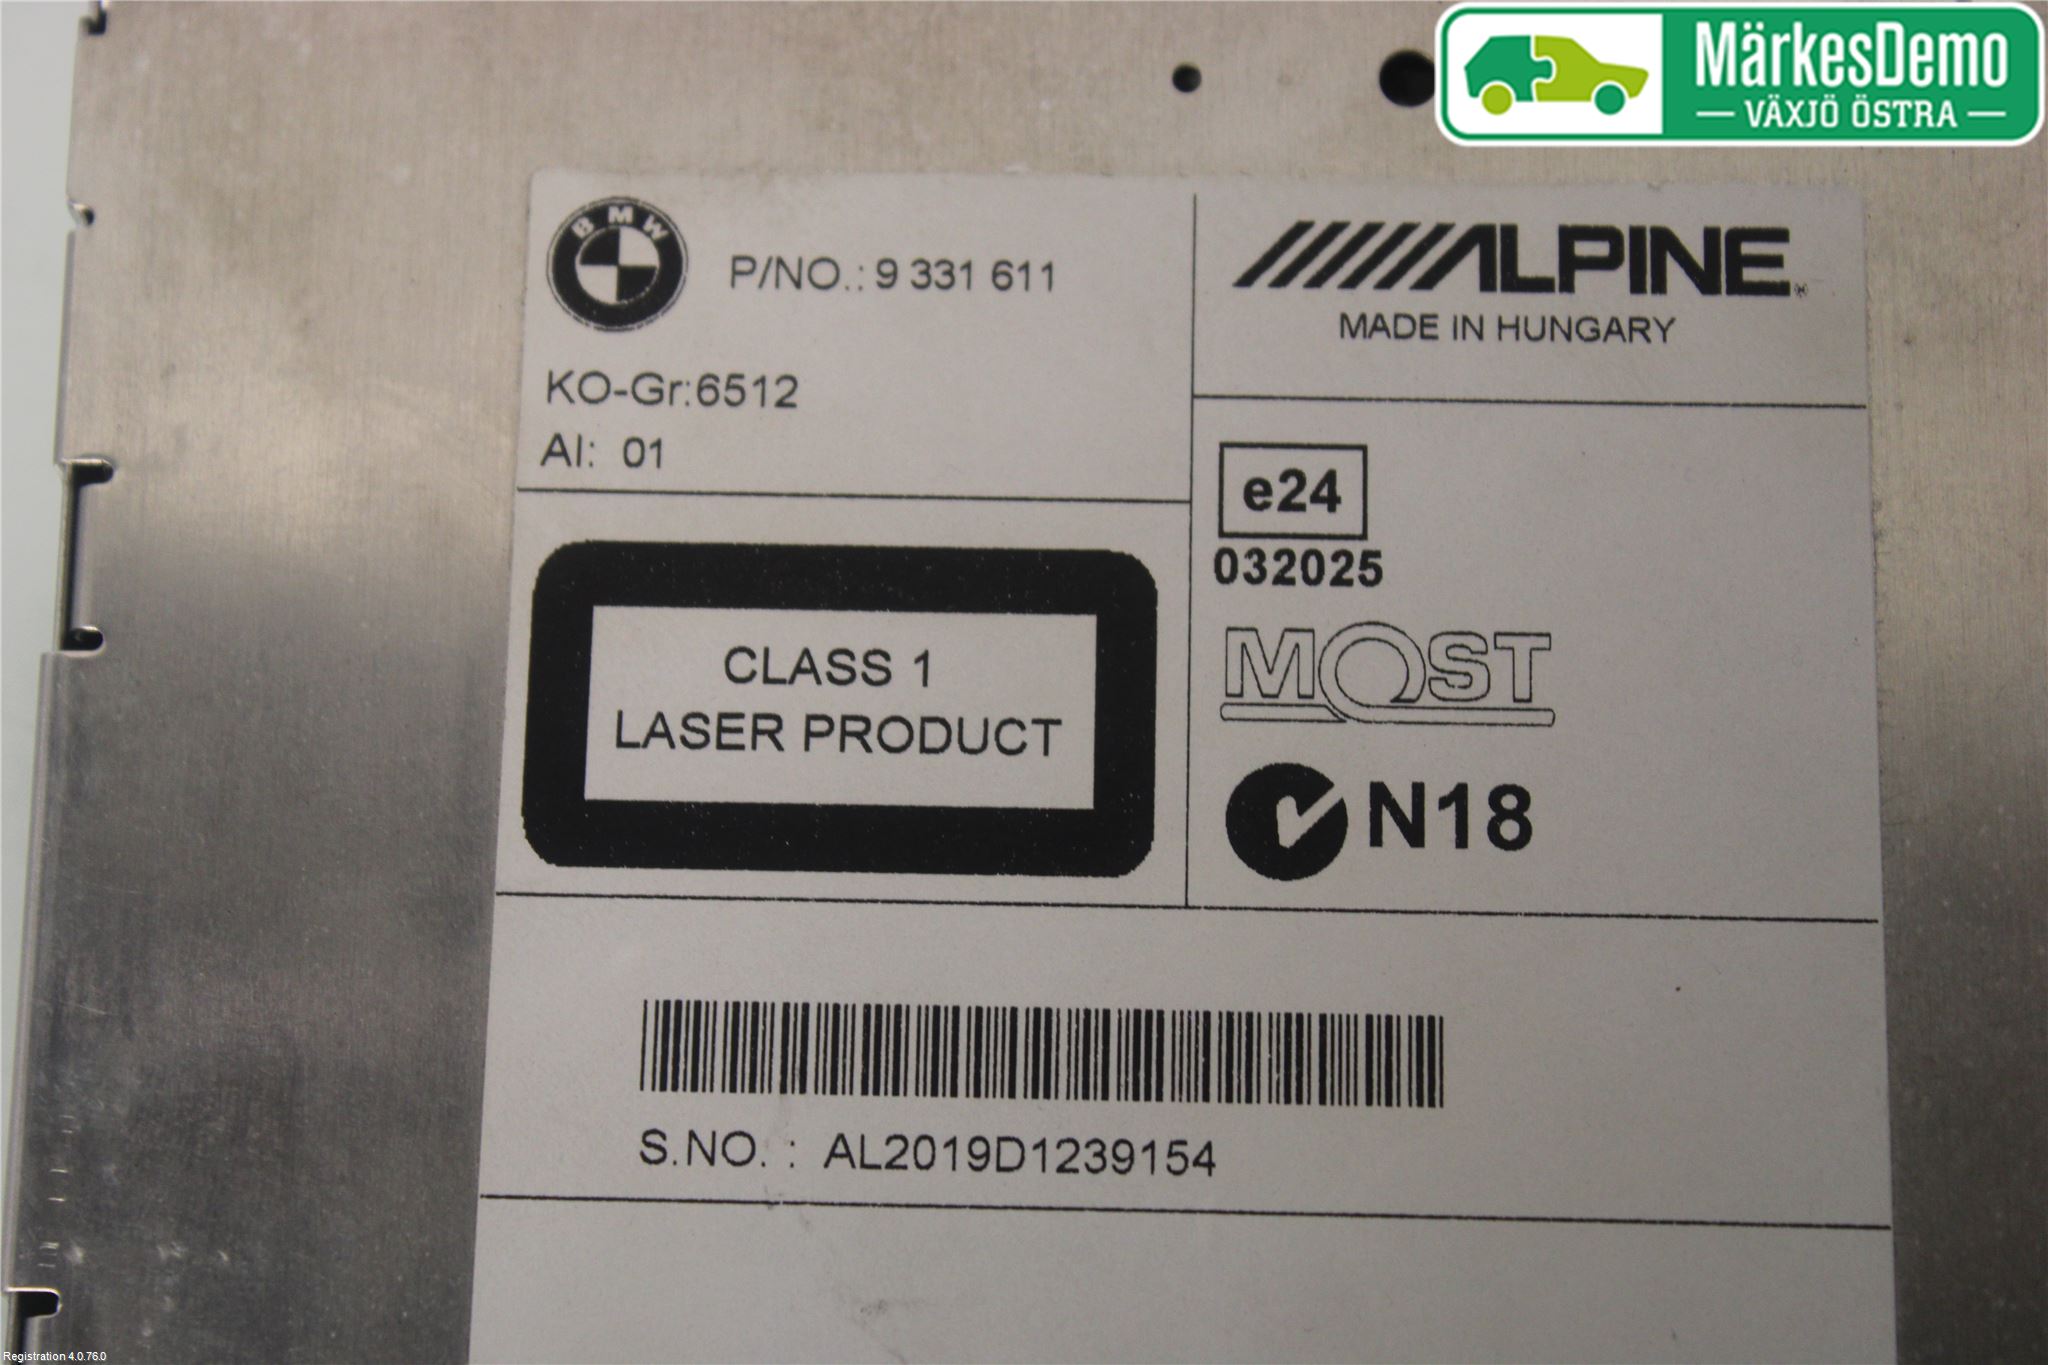 MärkesDemo
VÄXJÖ ÖSTRA
BMW
P/NO.: 9 331 611
KO-Gr:6512
AI: 01
ALPINE
MADE IN HUNGARY
e24
032025
MOST
N18
CLASS 1
LASER PRODUCT
S.NO. : AL2019D1239154
Registration 4.0.76.0